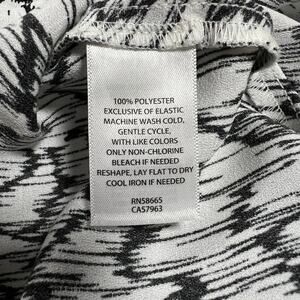 100% POLYESTER
EXCLUSIVE OF ELASTIC
MACHINE WASH COLD,
GENTLE CYCLE,
WITH LIKE COLORS
ONLY NON-CHLORINE
BLEACH IF NEEDED
RESHAPE, LAY FLAT TO DRY
COOL IRON IF NEEDED
RN58665
CA57963